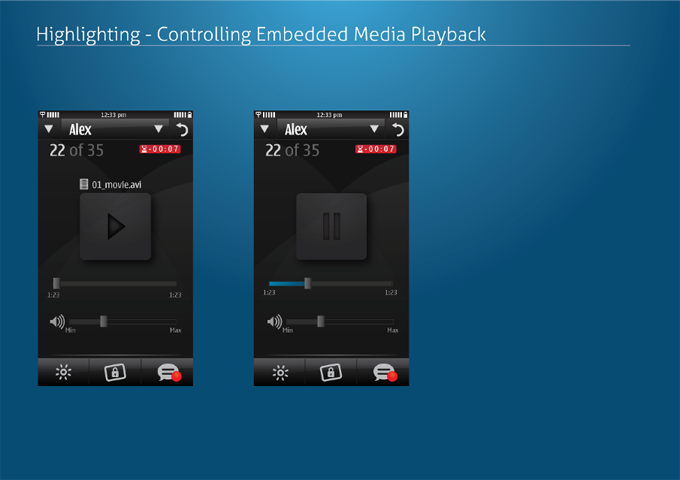 Highlighting - Controlling Embedded Media Playback
12:33 pm
Alex
22 of 35
-00:07
01_movie.avi
1:23 1:23
Min Max
12:33 pm
Alex
22 of 35
-00:07
1:23 1:23
Min Max